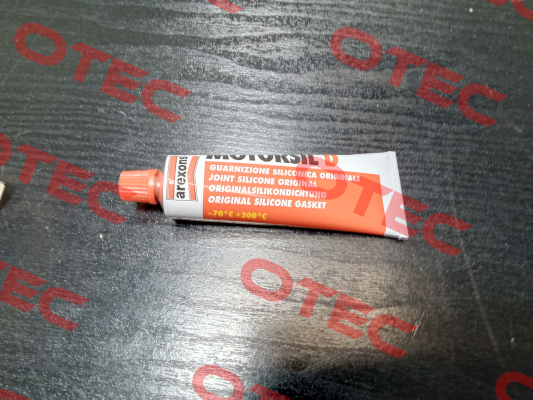 arexons
MOTORSIL D
GUARNIZIONE SILICONICA ORIGINALE
JOINT SILICONE ORIGINAL
ORIGINALSILIKONDICHTUNG
ORIGINAL SILICONE GASKET
-70°C +300°C
OTEC
OTEC
OTEC
OTEC
OTEC
OTEC
OTEC
OTEC